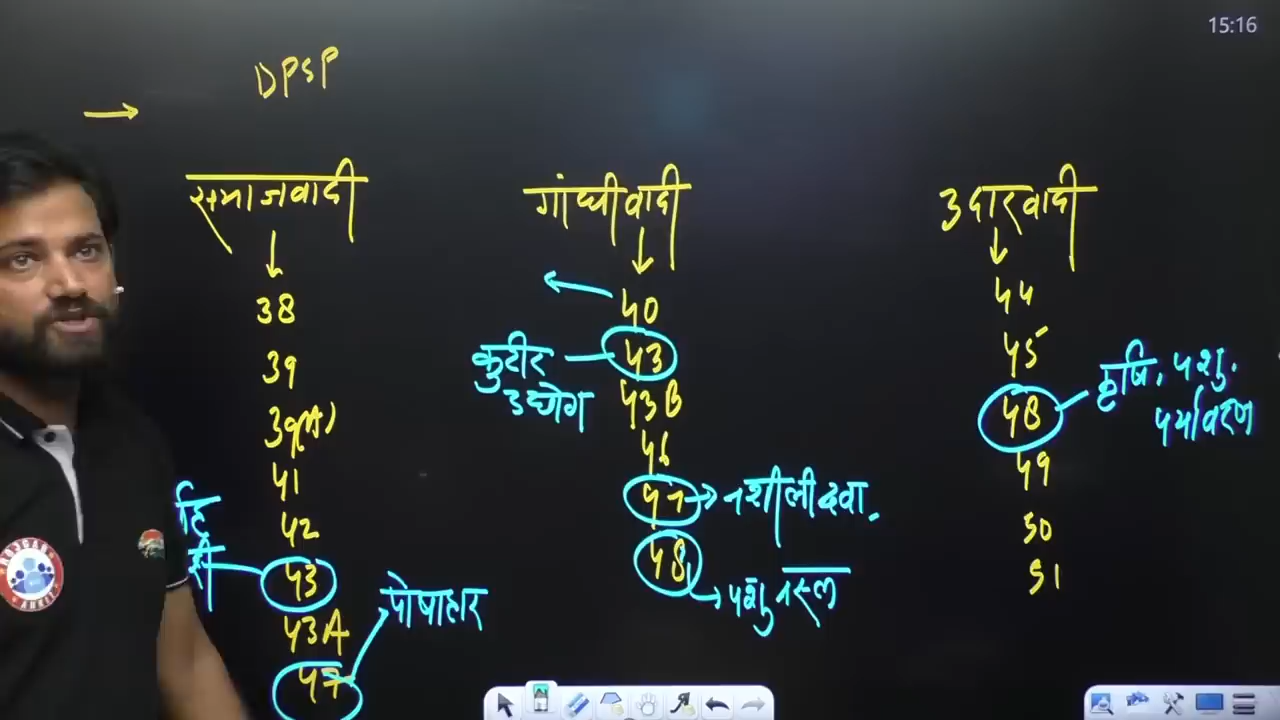 15:16
DPSP
समाजवादी
38
39
39(A)
41
42
43
43A
47
पोषाहार
गांधीवादी
40
43
कुटीर
उद्योग
43B
46
47
नशीली दवा.
48
पशु नस्ल
उदारवादी
44
45
48
कृषि, पशु.
पर्यावरण
49
50
51